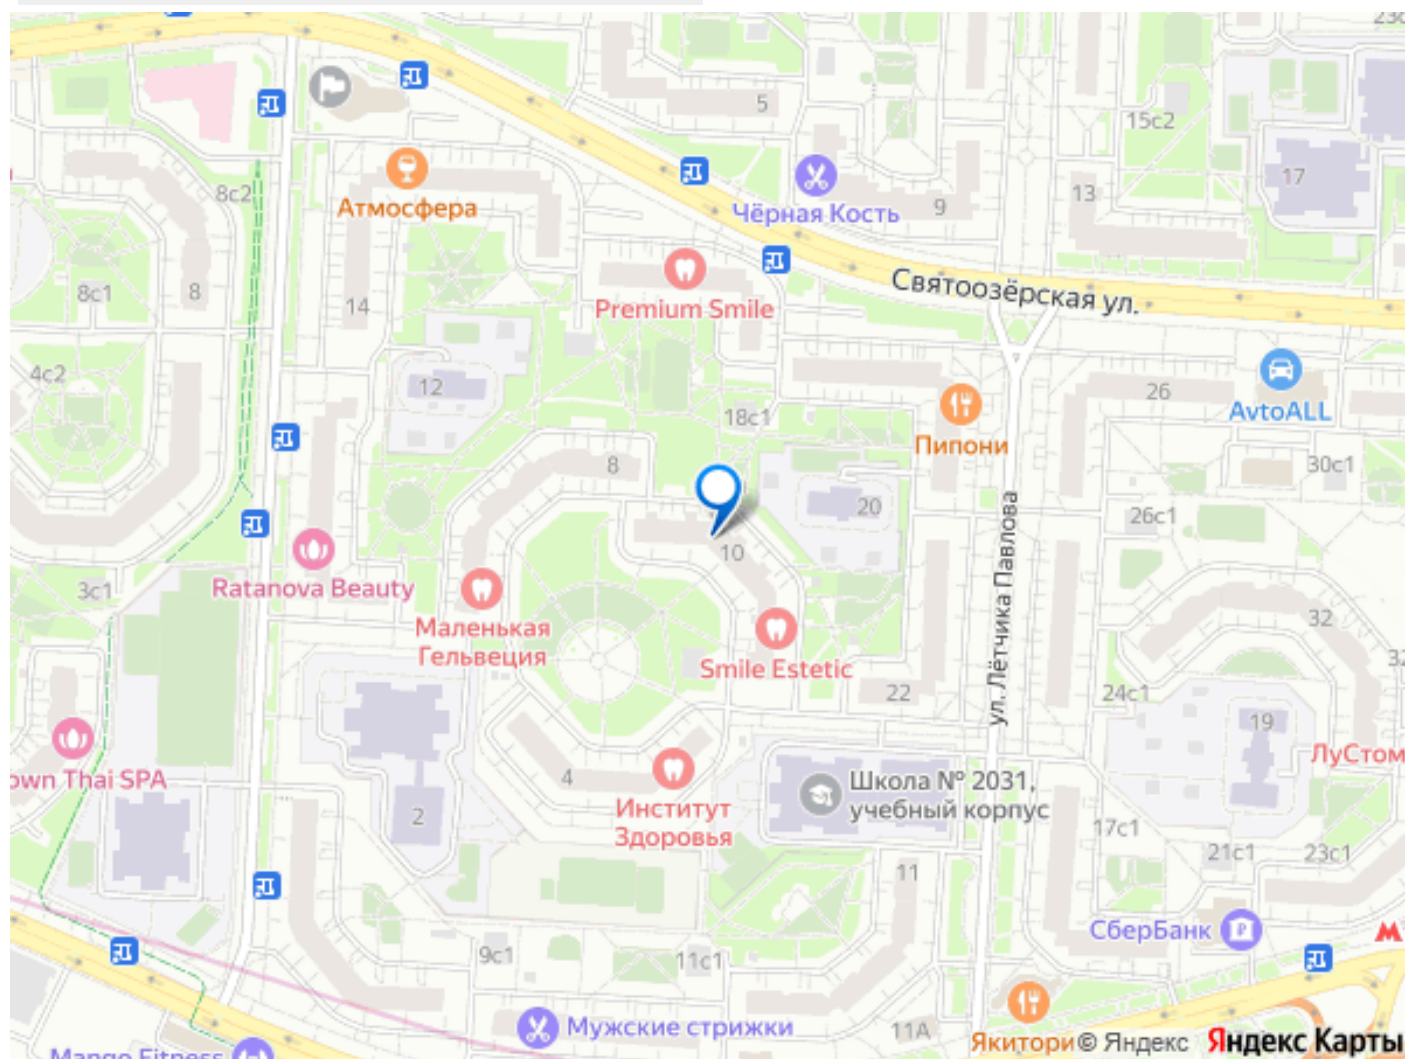 5
15с2
17
8с2
Атмосфера
Чёрная Кость
9
13
8с1
8
14
Premium Smile
Святоозёрская ул.
4с2
12
18с1
26
AvtoALL
Пипони
8
30с1
20
26с1
10
3с1
Ratanova Beauty
Маленькая
Гельвеция
Smile Estetic
ул. Лётчика Павлова
32
22
24с1
19
ЛуСтом
own Thai SPA
4
Институт
Здоровья
Школа № 2031,
учебный корпус
2
17с1
21с1
23с1
11
СберБанк
9с1
11с1
Мужские стрижки
11А
Якитори
© Яндекс
Яндекс Карты
Mango Fitness